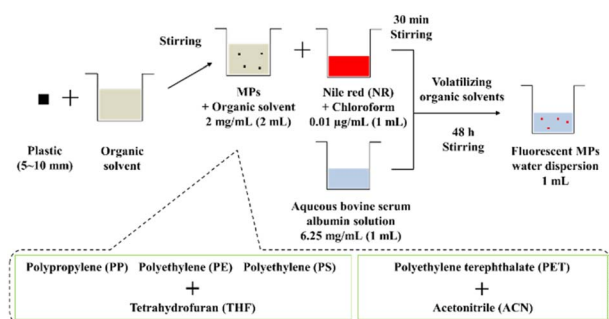 Stirring
30 min
Stirring
MPs
+ Organic solvent
2 mg/mL (2 mL)
+
Nile red (NR)
+ Chloroform
0.01 µg/mL (1 mL)
Volatilizing
organic solvents
48 h
Stirring
Plastic
(5~10 mm)
+
Organic
solvent
Aqueous bovine serum
albumin solution
6.25 mg/mL (1 mL)
Fluorescent MPs
water dispersion
1 mL
Polypropylene (PP) Polyethylene (PE) Polyethylene (PS)
+
Tetrahydrofuran (THF)
Polyethylene terephthalate (PET)
+
Acetonitrile (ACN)